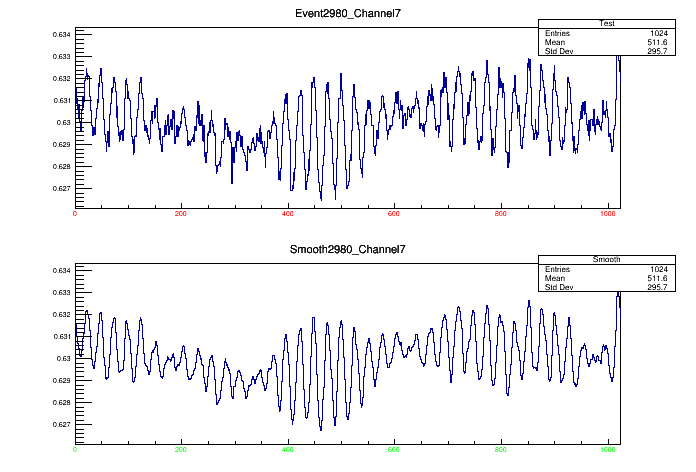 Event2980_Channel7
Test
Entries 1024
Mean 511.6
Std Dev 295.7
0.634
0.633
0.632
0.631
0.63
0.629
0.628
0.627
0 200 400 600 800 1000
Smooth2980_Channel7
Smooth
Entries 1024
Mean 511.6
Std Dev 295.7
0.634
0.633
0.632
0.631
0.63
0.629
0.628
0.627
0 200 400 600 800 1000